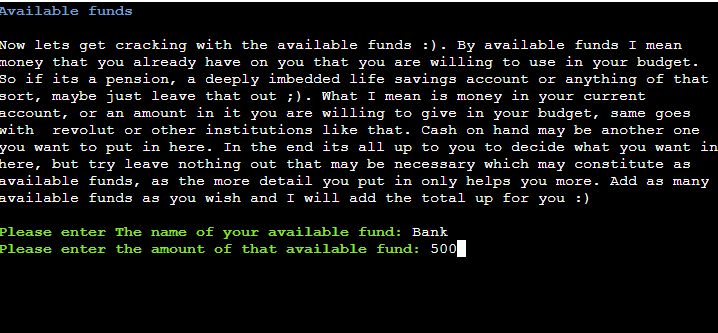 Available funds
Now lets get cracking with the available funds :). By available funds I mean
money that you already have on you that you are willing to use in your budget.
So if its a pension, a deeply imbedded life savings account or anything of that
sort, maybe just leave that out ;). What I mean is money in your current
account, or an amount in it you are willing to give in your budget, same goes
with  revolut or other institutions like that. Cash on hand may be another one
you want to put in here. In the end its all up to you to decide what you want in
here, but try leave nothing out that may be necessary which may constitute as
available funds, as the more detail you put in only helps you more. Add as many
available funds as you wish and I will add the total up for you :)
Please enter The name of your available fund: Bank
Please enter the amount of that available fund: 500